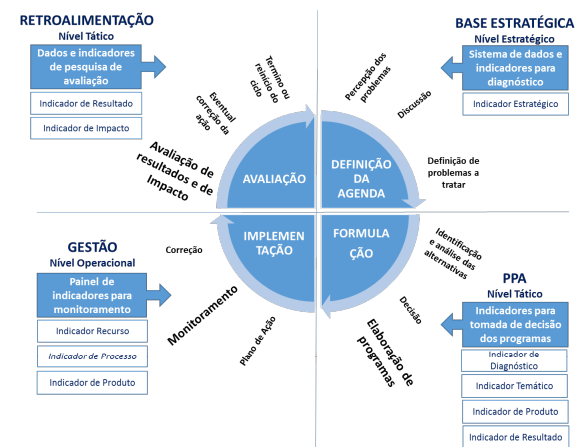 RETROALIMENTAÇÃO
Nível Tático
Dados e indicadores
de pesquisa de
avaliação
Indicador de Resultado
Indicador de Impacto
Termino ou
reinício do
ciclo
Eventual
correção da
ação
Avaliação de
resultados e de
Impacto
AVALIAÇÃO
BASE ESTRATÉGICA
Nível Estratégico
Sistema de dados e
indicadores para
diagnóstico
Indicador Estratégico
Percepção dos
problemas
Discussão
Definição de
problemas a
tratar
DEFINIÇÃO
DA
AGENDA
GESTÃO
Nível Operacional
Painel de
indicadores para
monitoramento
Indicador Recurso
Indicador de Processo
Indicador de Produto
Correção
Monitoramento
Plano de Ação
IMPLEMEN
TAÇÃO
FORMULA
ÇÃO
Identificação
e análise das
alternativas
Decisão
Elaboração de
programas
PPA
Nível Tático
Indicadores para
tomada de decisão
dos programas
Indicador de
Diagnóstico
Indicador Temático
Indicador de Produto
Indicador de Resultado